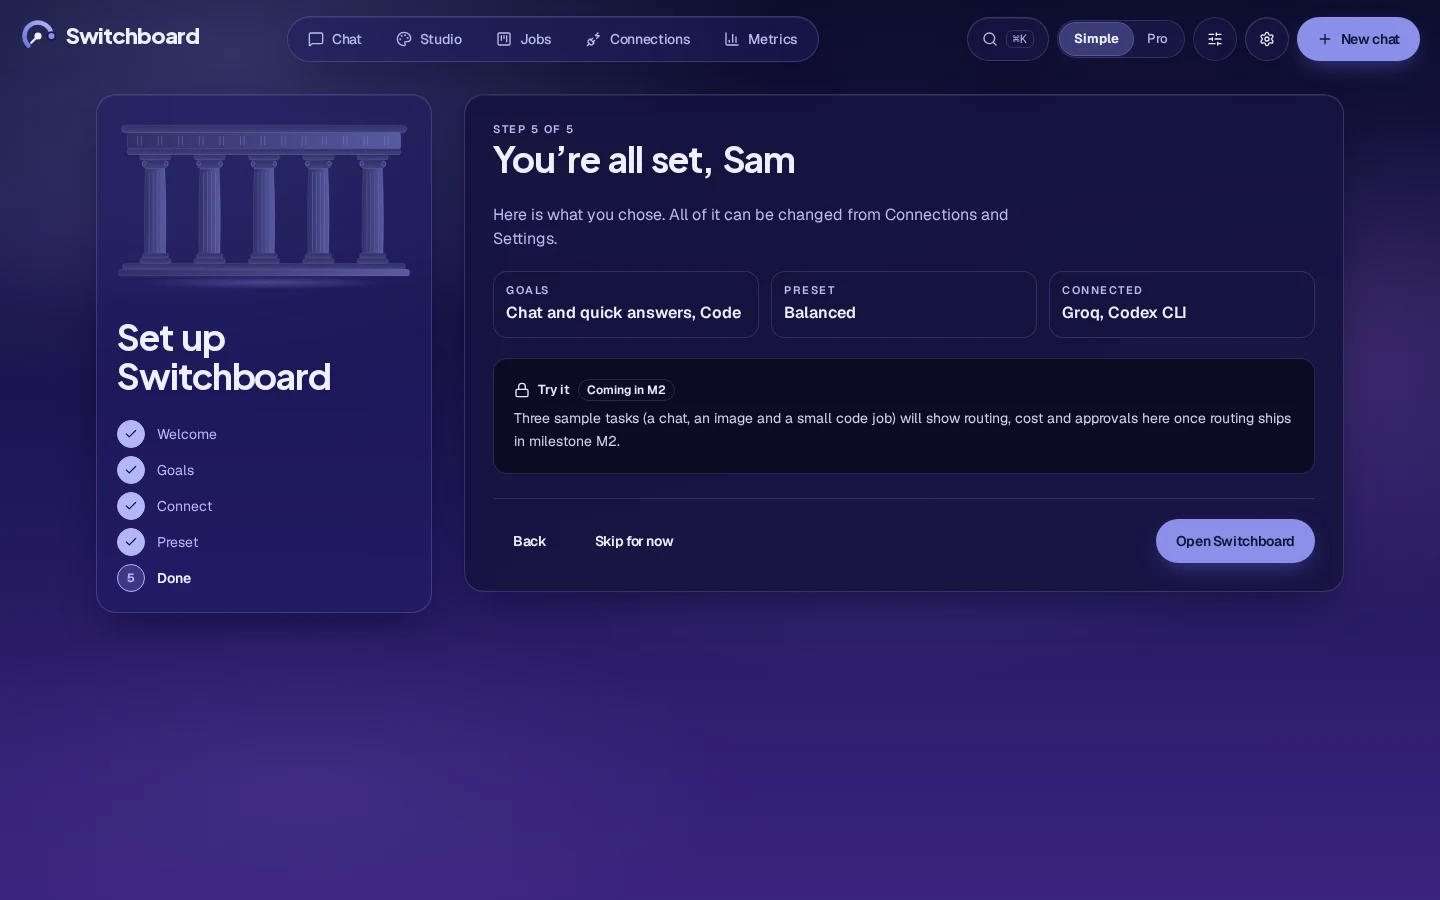 Switchboard
Chat
Studio
Jobs
Connections
Metrics
⌘K
Simple
Pro
New chat
Set up
Switchboard
Welcome
Goals
Connect
Preset
5
Done
STEP 5 OF 5
You’re all set, Sam
Here is what you chose. All of it can be changed from Connections and
Settings.
GOALS
Chat and quick answers, Code
PRESET
Balanced
CONNECTED
Groq, Codex CLI
Try it
Coming in M2
Three sample tasks (a chat, an image and a small code job) will show routing, cost and approvals here once routing ships
in milestone M2.
Back
Skip for now
Open Switchboard